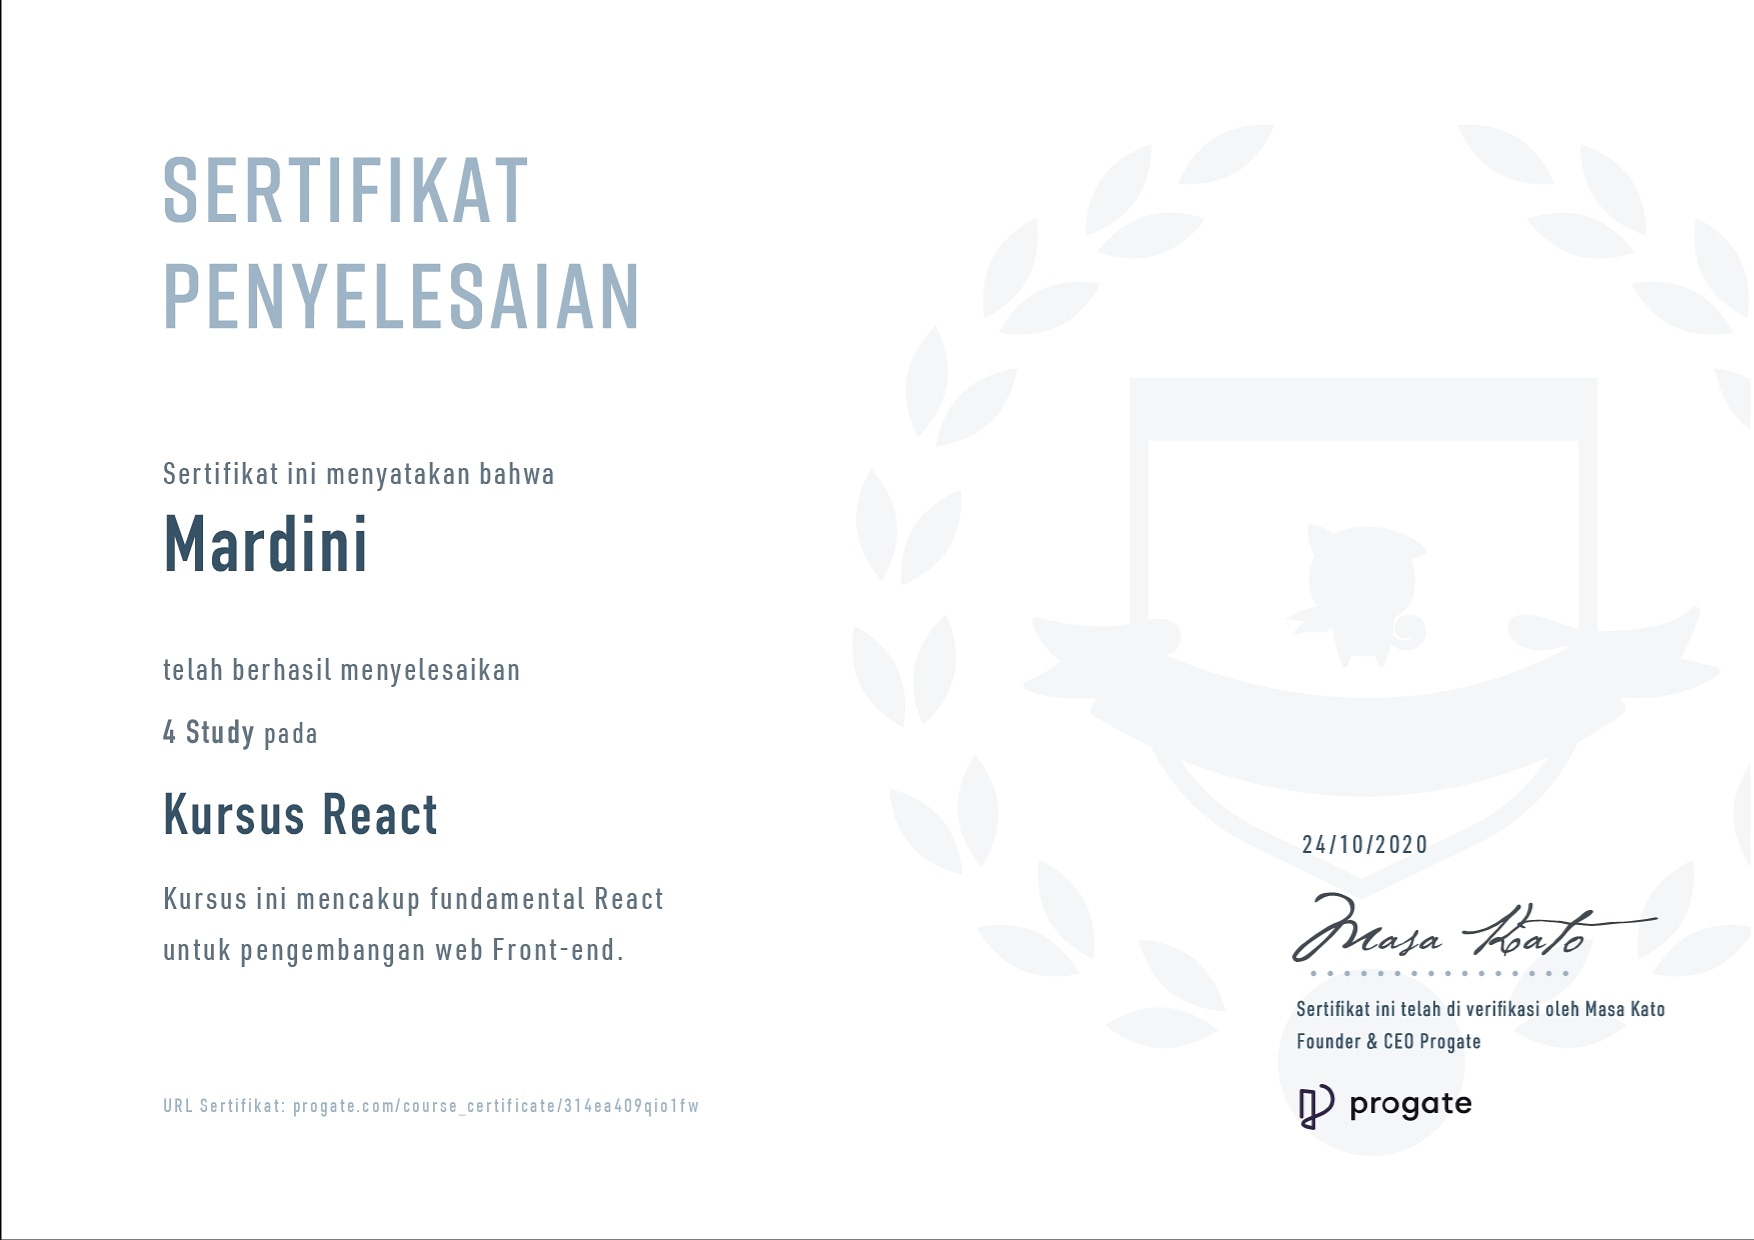 SERTIFIKAT
PENYELESAIAN
Sertifikat ini menyatakan bahwa
Mardini
telah berhasil menyelesaikan
4 Study pada
Kursus React
Kursus ini mencakup fundamental React
untuk pengembangan web Front-end.
24/10/2020
Masa Kato
Sertifikat ini telah di verifikasi oleh Masa Kato
Founder & CEO Progate
progate
URL Sertifikat: progate.com/course_certificate/314ea409qio1fw